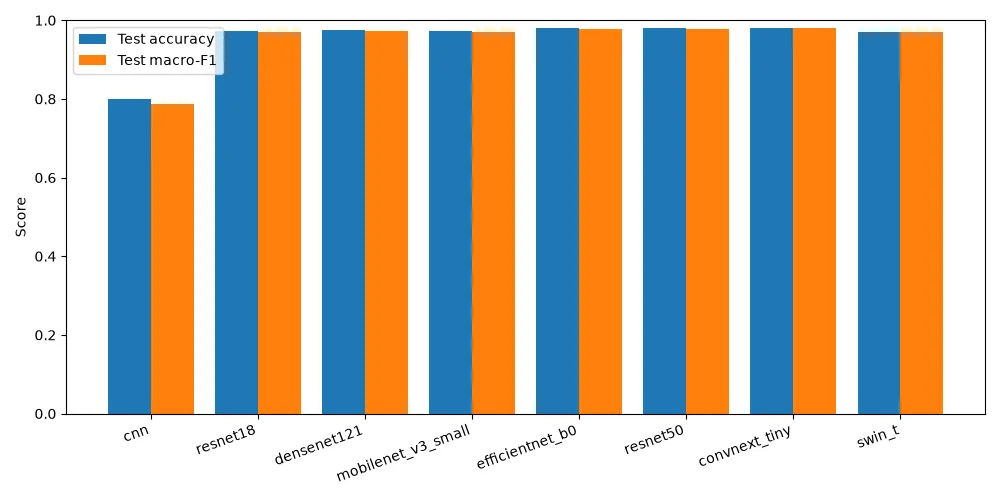 1.0
0.8
0.6
0.4
0.2
0.0
Score
Test accuracy
Test macro-F1
cnn
resnet18
densenet121
mobilenet_v3_small
efficientnet_b0
resnet50
convnext_tiny
swin_t